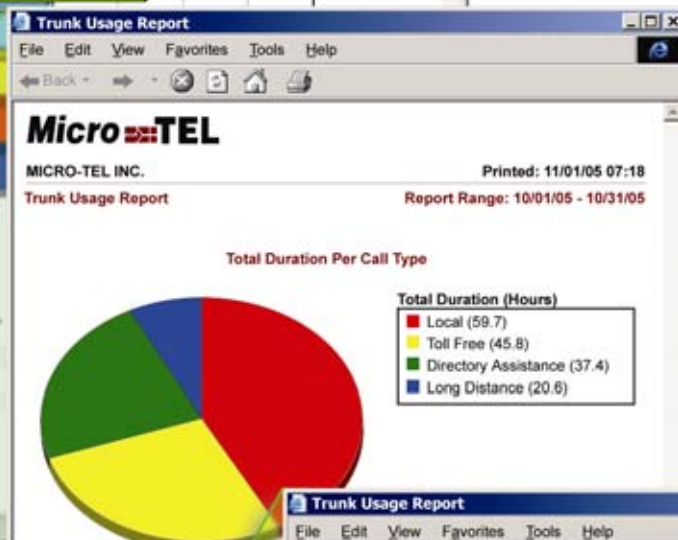 Trunk Usage Report
File Edit View Favorites Tools Help
Back
Micro TEL
MICRO-TEL INC. Printed: 11/01/05 07:18
Trunk Usage Report Report Range: 10/01/05 - 10/31/05
Total Duration Per Call Type
Total Duration (Hours)
Local (59.7)
Toll Free (45.8)
Directory Assistance (37.4)
Long Distance (20.6)
Trunk Usage Report
File Edit View Favorites Tools Help